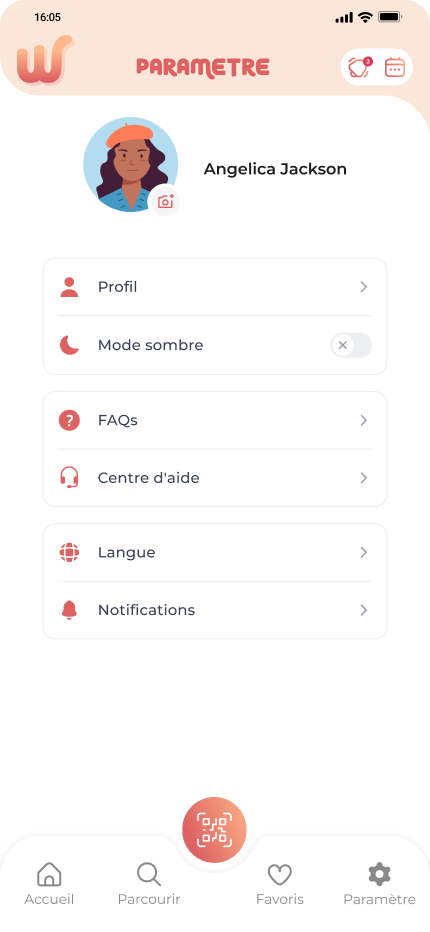 16:05
W
PARAMETRE
2
Angelica Jackson
Profil
Mode sombre
?
FAQs
Centre d'aide
Langue
Notifications
Accueil
Parcourir
Favoris
Paramètre